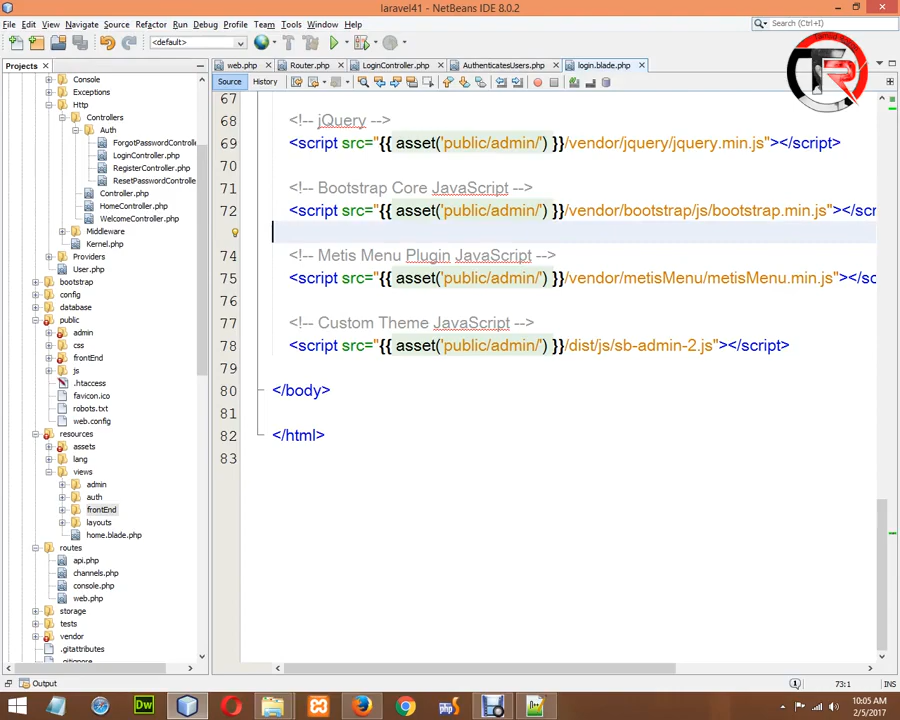 laravel41 - NetBeans IDE 8.0.2
File Edit View Navigate Source Refactor Run Debug Profile Team Tools Window Help
Search (Ctrl+I)
<default>
Projects
web.php Router.php LoginController.php AuthenticatesUsers.php login.blade.php
Source History
Console
Exceptions
Http
Controllers
Auth
ForgotPasswordControlle
LoginController.php
RegisterController.php
ResetPasswordControlle
Controller.php
HomeController.php
WelcomeController.php
Middleware
Kernel.php
Providers
User.php
bootstrap
config
database
public
admin
css
frontEnd
js
.htaccess
favicon.ico
robots.txt
web.config
resources
assets
lang
views
admin
auth
frontEnd
layouts
home.blade.php
routes
api.php
channels.php
console.php
web.php
storage
tests
vendor
.gitattributes
.gitignore
67
68 <!-- jQuery -->
69 <script src="{{ asset('public/admin/') }}/vendor/jquery/jquery.min.js"></script>
70
71 <!-- Bootstrap Core JavaScript -->
72 <script src="{{ asset('public/admin/') }}/vendor/bootstrap/js/bootstrap.min.js"></scr
74 <!-- Metis Menu Plugin JavaScript -->
75 <script src="{{ asset('public/admin/') }}/vendor/metisMenu/metisMenu.min.js"></sc
76
77 <!-- Custom Theme JavaScript -->
78 <script src="{{ asset('public/admin/') }}/dist/js/sb-admin-2.js"></script>
79
80 </body>
81
82 </html>
83
Output
73:1 INS
10:05 AM
2/5/2017